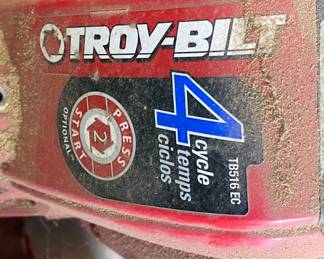 TROY-BILT
4
cycle
temps
ciclos
TB516 EC
PRESS
2
START
OPTIONAL